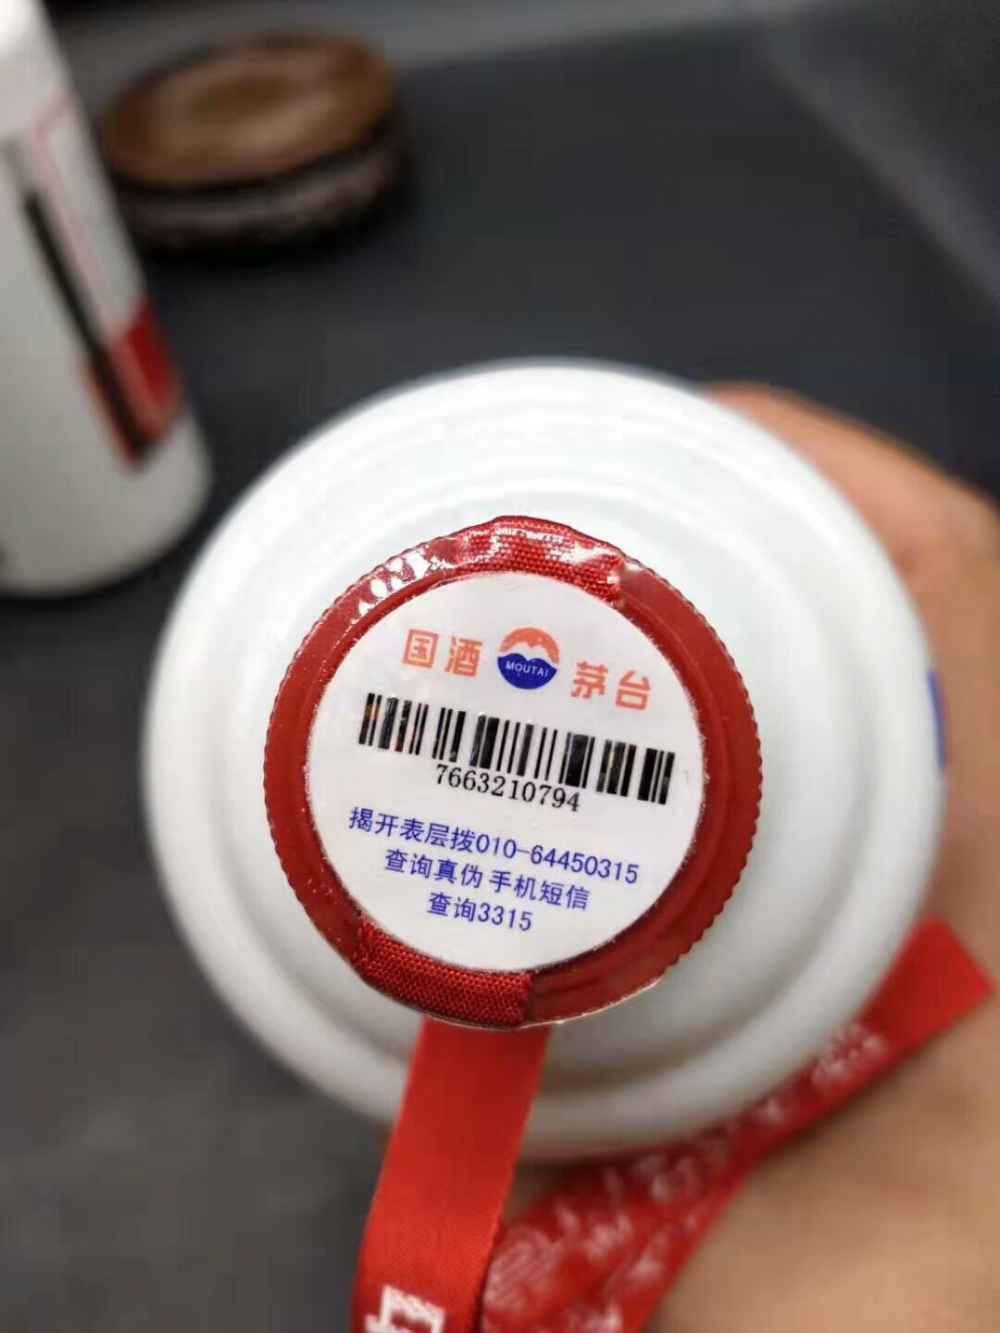 国酒 MOUTAI 茅台
7663210794
揭开表层拨010-64450315
查询真伪 手机短信
查询3315